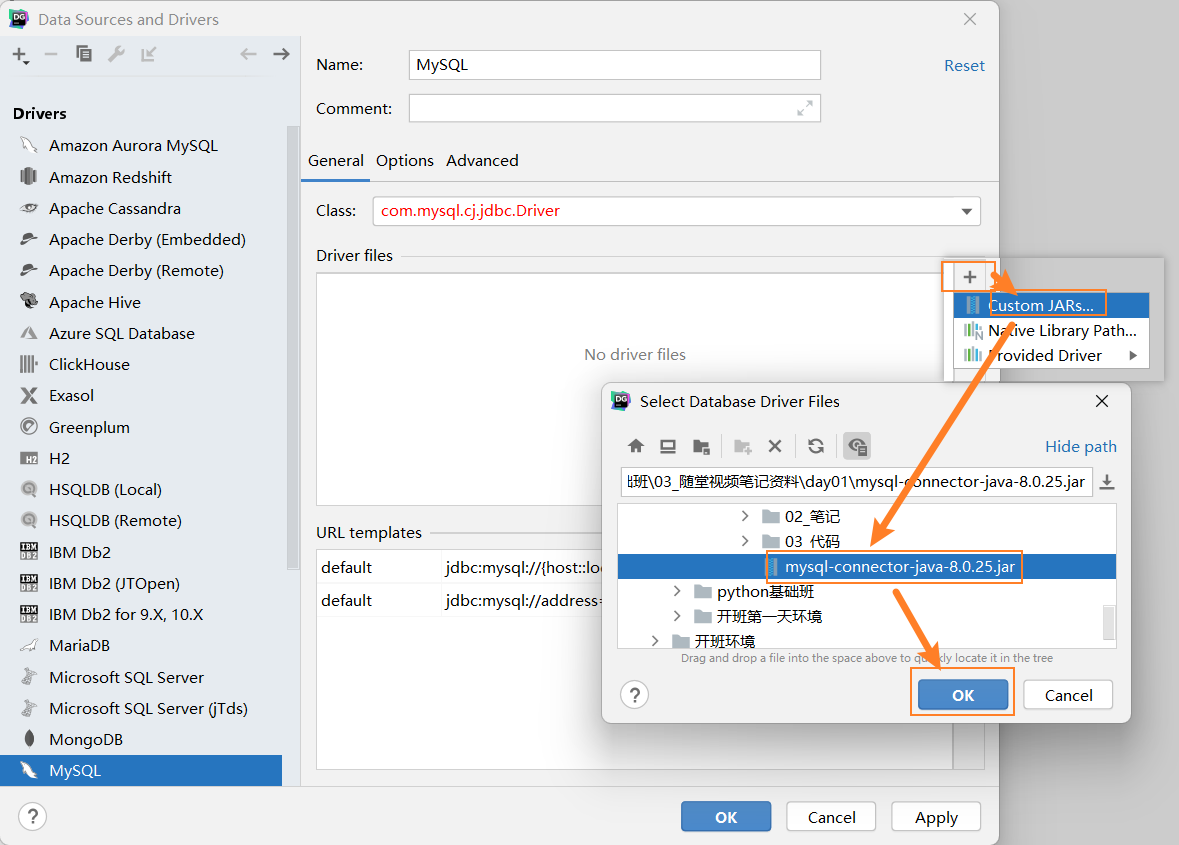 Data Sources and Drivers
Name:
MySQL
Reset
Comment:
Drivers
Amazon Aurora MySQL
Amazon Redshift
Apache Cassandra
Apache Derby (Embedded)
Apache Derby (Remote)
Apache Hive
Azure SQL Database
ClickHouse
Exasol
Greenplum
H2
HSQLDB (Local)
HSQLDB (Remote)
IBM Db2
IBM Db2 (JTOpen)
IBM Db2 for 9.X, 10.X
MariaDB
Microsoft SQL Server
Microsoft SQL Server (jTds)
MongoDB
MySQL
General Options Advanced
Class:
com.mysql.cj.jdbc.Driver
Driver files
No driver files
Custom JARs...
Native Library Path...
Provided Driver
URL templates
default
jdbc:mysql://{host::lo
default
jdbc:mysql://address=
Select Database Driver Files
Hide path
班\03_随堂视频笔记资料\day01\mysql-connector-java-8.0.25.jar
02_笔记
03_代码
mysql-connector-java-8.0.25.jar
python基础班
开班第一天环境
开班环境
Drag and drop a file into the space above to quickly locate it in the tree
?
OK
Cancel
?
OK
Cancel
Apply